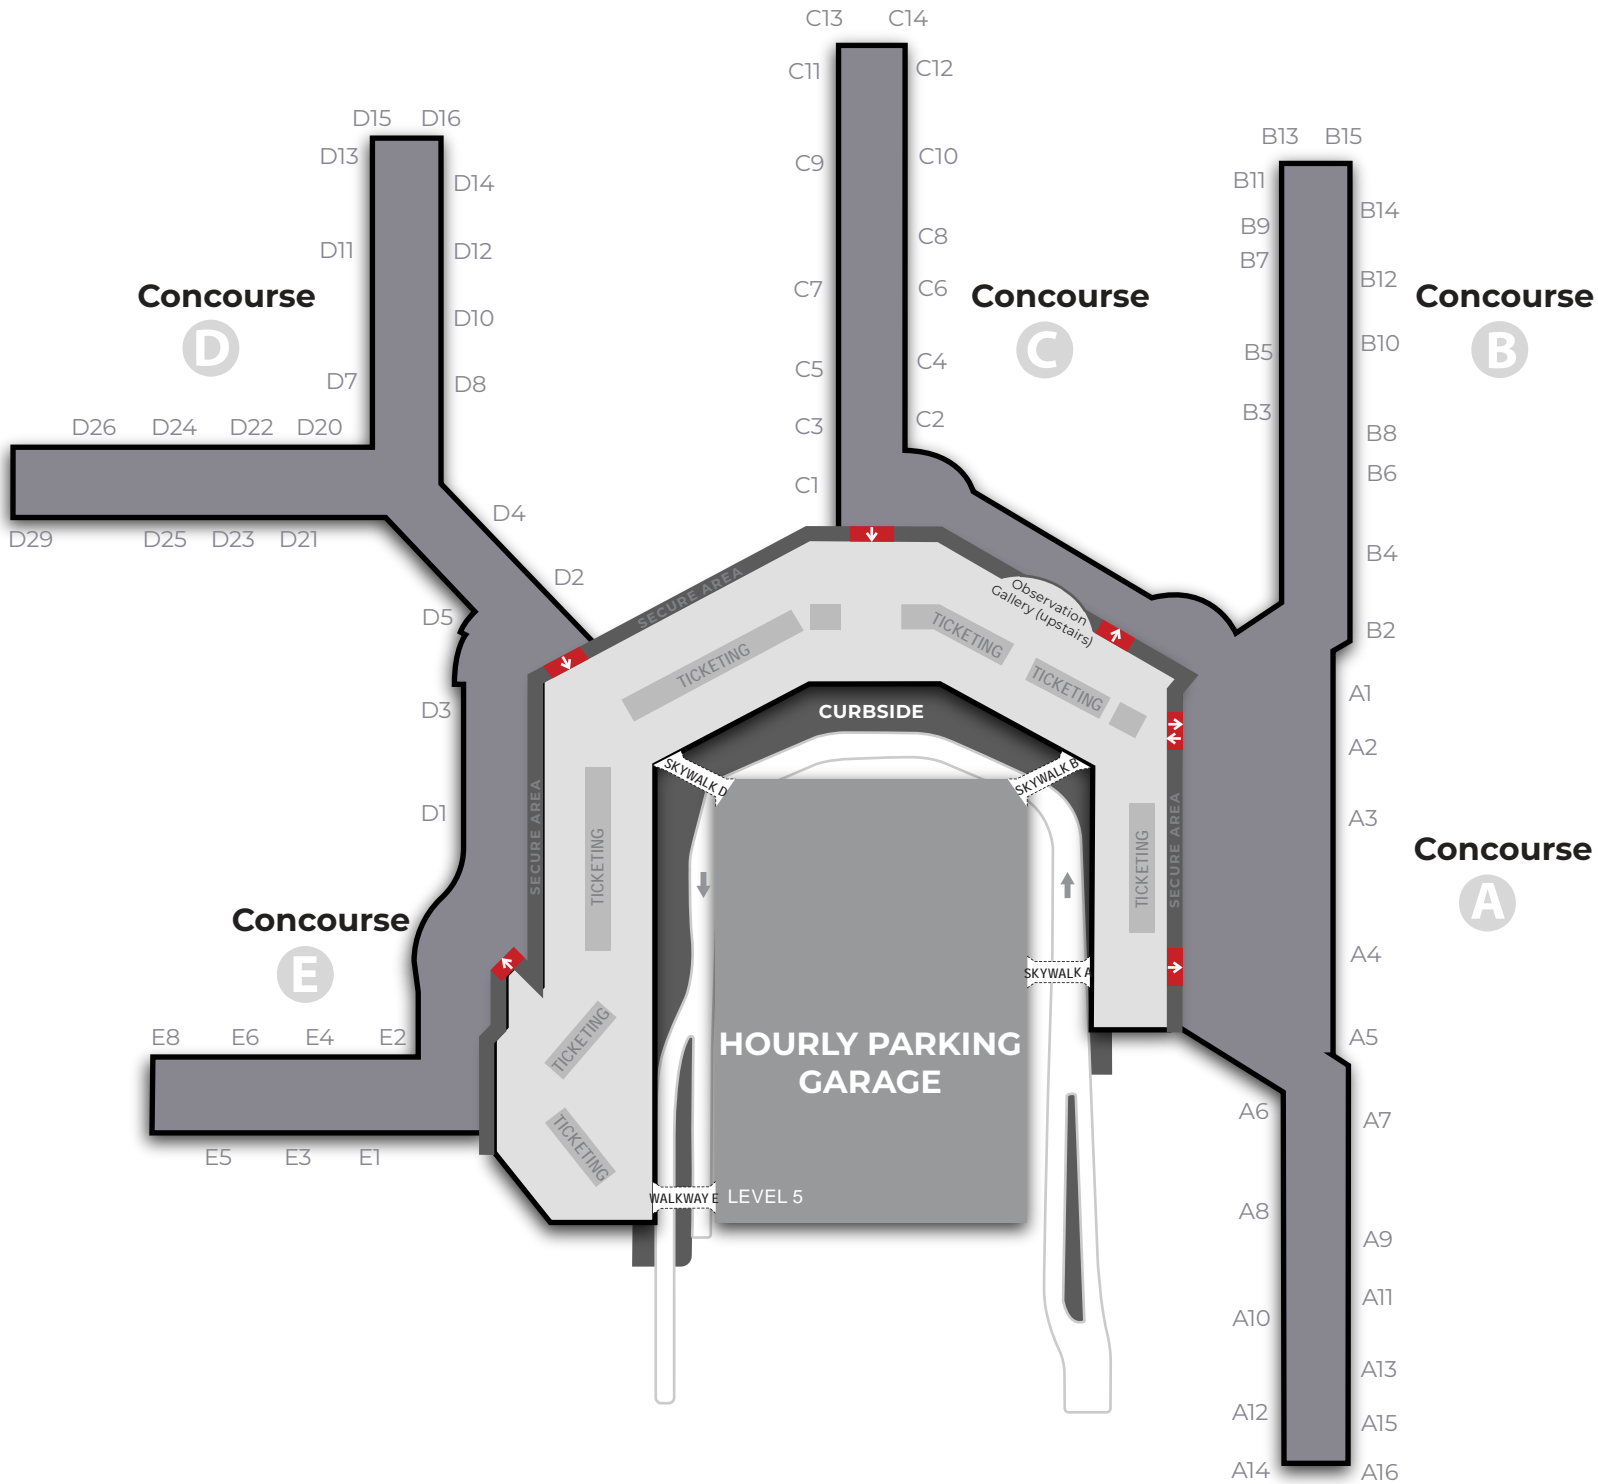 C13 C14
C11 C12
D15 D16
B13 B15
D13
C9 C10
D14
B11
B14
B9
C8
D11 D12
B7
B12
Concourse
D
C7 C6
Concourse
C
Concourse
B
D10
B10
B5
C5 C4
D7 D8
B3
C3 C2
D26 D24 D22 D20
B8
B6
C1
D4
D29 D25 D23 D21
B4
D2
D5
B2
SECURE AREA
Observation
Gallery (upstairs)
TICKETING
TICKETING
TICKETING
A1
D3
CURBSIDE
A2
SKYWALK D
SKYWALK B
D1
A3
SECURE AREA
TICKETING
TICKETING
SECURE AREA
Concourse
A
Concourse
E
A4
SKYWALK A
E8 E6 E4 E2
A5
TICKETING
HOURLY PARKING
GARAGE
A6
A7
TICKETING
E5 E3 E1
WALKWAY E LEVEL 5
A8
A9
A11
A10
A13
A12
A15
A14 A16